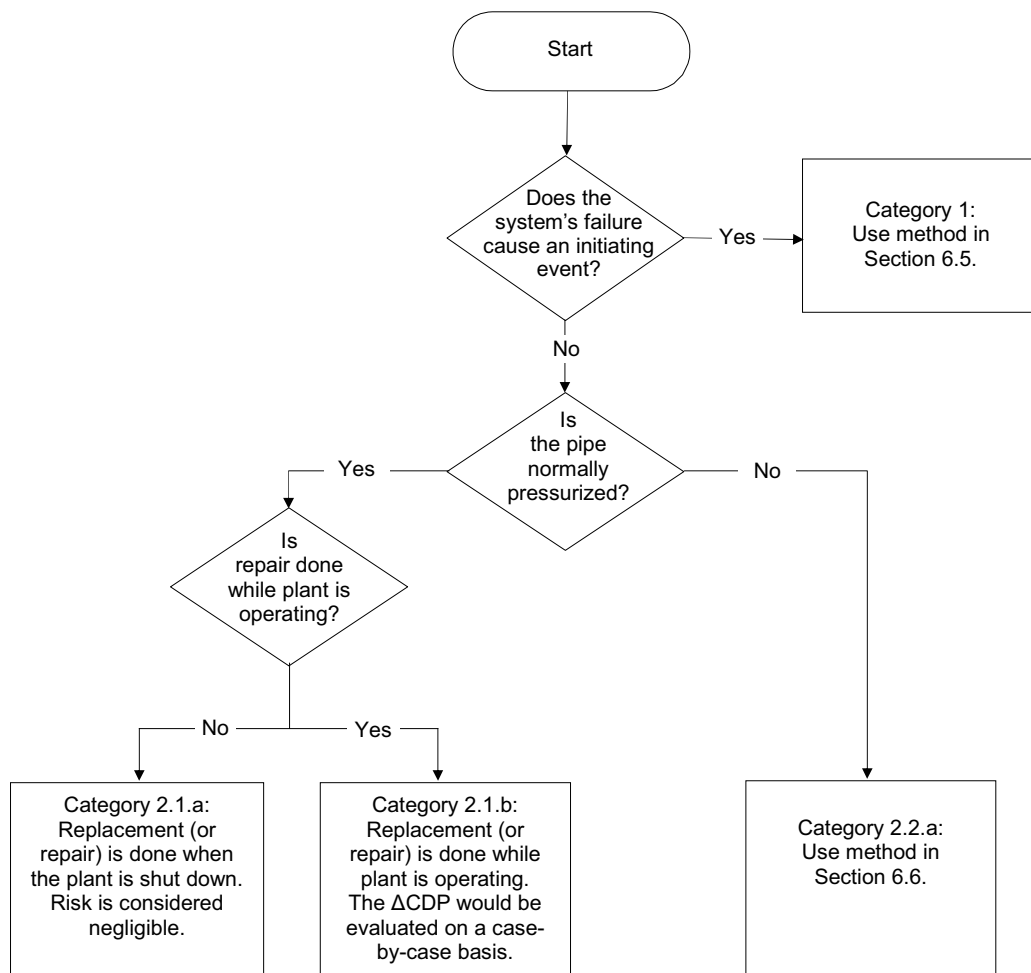 Start
Does the
system’s failure
cause an initiating
event?
Yes
Category 1:
Use method in
Section 6.5.
No
Is
the pipe
normally
pressurized?
Yes
No
Is
repair done
while plant is
operating?
No
Yes
Category 2.1.a:
Replacement (or
repair) is done when
the plant is shut down.
Risk is considered
negligible.
Category 2.1.b:
Replacement (or
repair) is done while
plant is operating.
The ΔCDP would be
evaluated on a case-
by-case basis.
Category 2.2.a:
Use method in
Section 6.6.